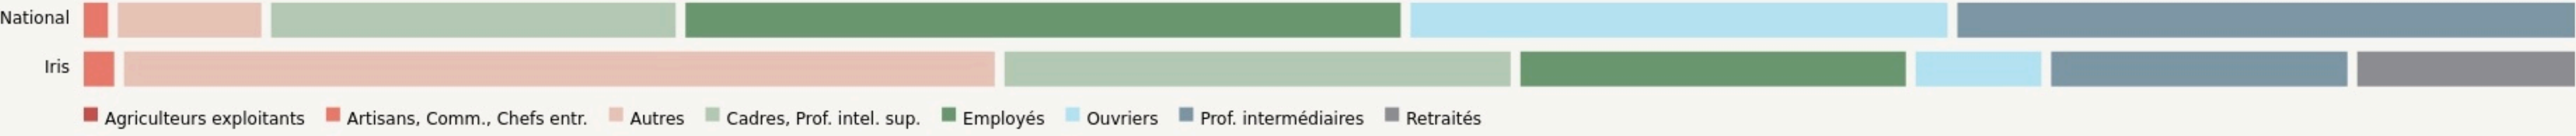 National
Iris
Agriculteurs exploitants Artisans, Comm., Chefs entr. Autres Cadres, Prof. intel. sup. Employés Ouvriers Prof. intermédiaires Retraités